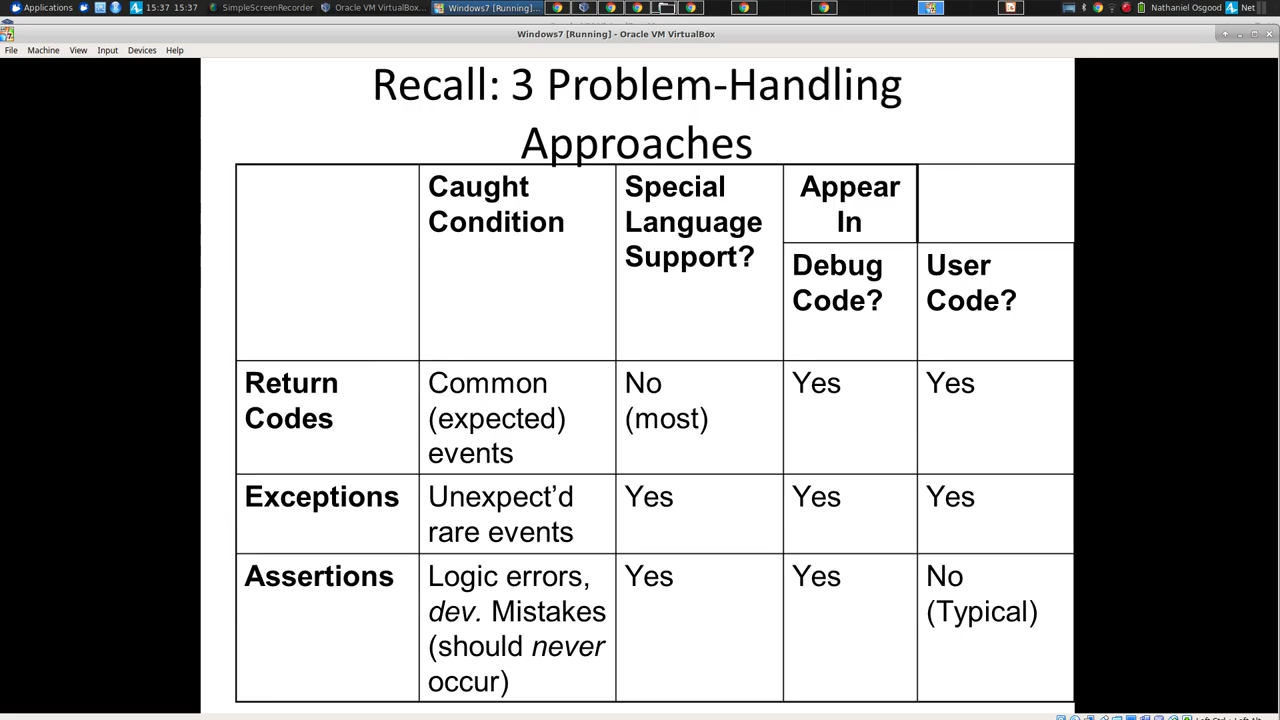 Applications 15:37 · 15:37 SimpleScreenRecorder Oracle VM VirtualBox... Windows7 [Running]... Nathaniel Osgood Net
Windows7 [Running] - Oracle VM VirtualBox
File Machine View Input Devices Help
Recall: 3 Problem-Handling
Approaches
Caught
Condition
Special
Language
Support?
Appear
In
Debug
Code?
User
Code?
Return
Codes
Common
(expected)
events
No
(most)
Yes
Yes
Exceptions
Unexpect’d
rare events
Yes
Yes
Yes
Assertions
Logic errors,
dev. Mistakes
(should never
occur)
Yes
Yes
No
(Typical)